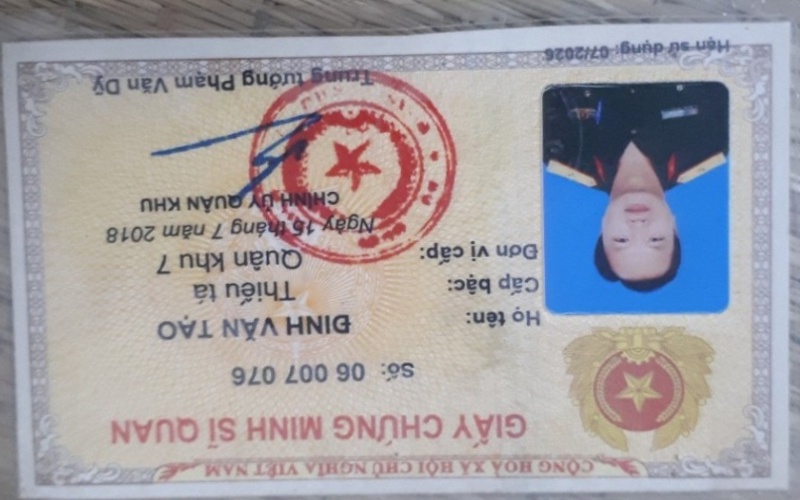 CỘNG HOÀ XÃ HỘI CHỦ NGHĨA VIỆT NAM
GIẤY CHỨNG MINH SĨ QUAN
Số: 06 007 076
Họ tên: ĐINH VĂN TẠO
Cấp bậc: Thiếu tá
Đơn vị cấp: Quân khu 7
Ngày 15 tháng 7 năm 2018
CHÍNH ỦY QUÂN KHU
Trung tướng Phạm Văn Dỹ
Hạn sử dụng: 07/2026